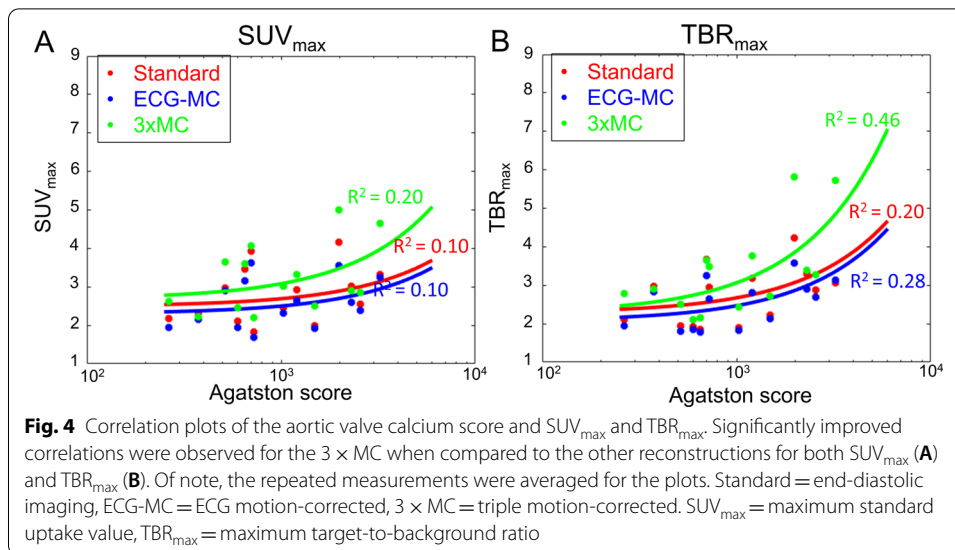 A
SUVmax
9
8
7
6
5
4
3
2
1
SUVmax
Standard
ECG-MC
3xMC
R² = 0.20
R² = 0.10
R² = 0.10
10² 10³ 10⁴
Agatston score
B
TBRmax
9
8
7
6
5
4
3
2
1
TBRmax
Standard
ECG-MC
3xMC
R² = 0.46
R² = 0.20
R² = 0.28
10² 10³ 10⁴
Agatston score
Fig. 4 Correlation plots of the aortic valve calcium score and SUVmax and TBRmax. Significantly improved
correlations were observed for the 3 × MC when compared to the other reconstructions for both SUVmax (A)
and TBRmax (B). Of note, the repeated measurements were averaged for the plots. Standard = end-diastolic
imaging, ECG-MC = ECG motion-corrected, 3 × MC = triple motion-corrected. SUVmax = maximum standard
uptake value, TBRmax = maximum target-to-background ratio